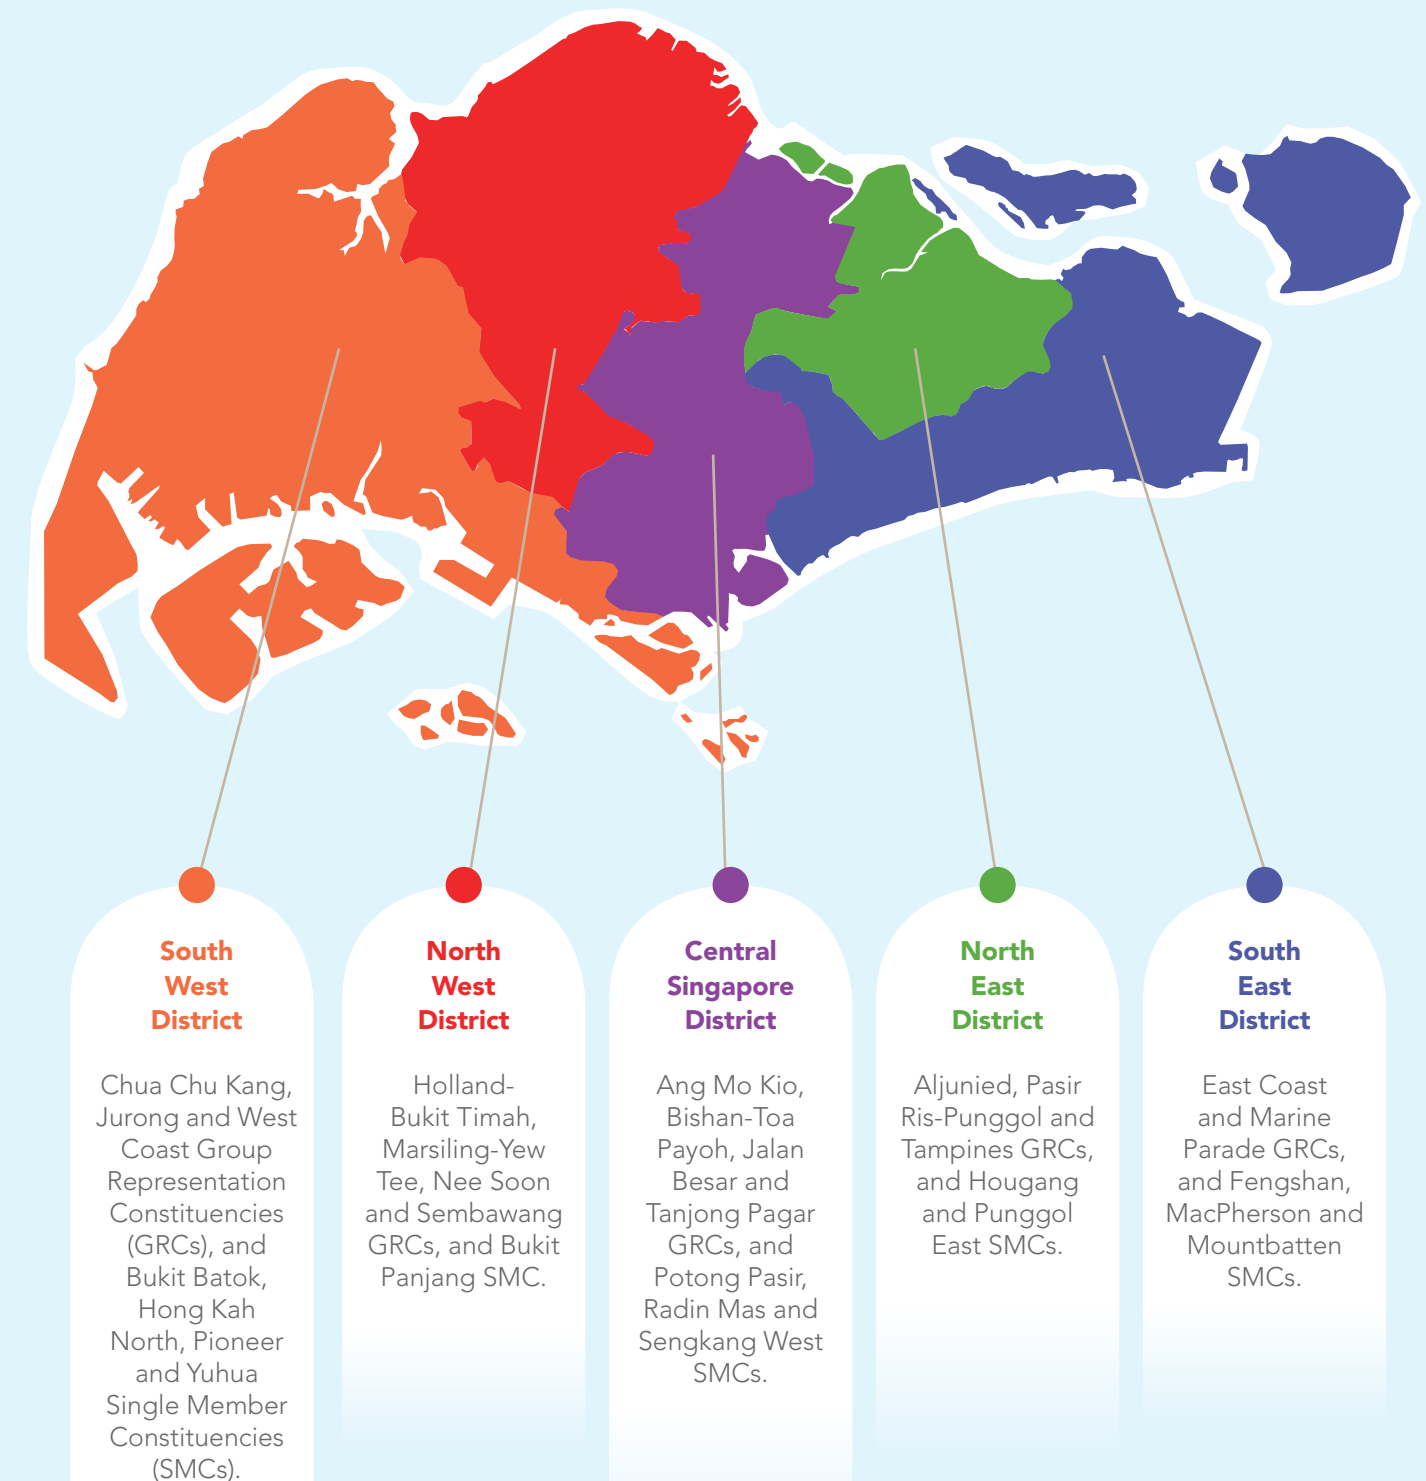 South
West
District
Chua Chu Kang,
Jurong and West
Coast Group
Representation
Constituencies
(GRCs), and
Bukit Batok,
Hong Kah
North, Pioneer
and Yuhua
Single Member
Constituencies
(SMCs).
North
West
District
Holland-
Bukit Timah,
Marsiling-Yew
Tee, Nee Soon
and Sembawang
GRCs, and Bukit
Panjang SMC.
Central
Singapore
District
Ang Mo Kio,
Bishan-Toa
Payoh, Jalan
Besar and
Tanjong Pagar
GRCs, and
Potong Pasir,
Radin Mas and
Sengkang West
SMCs.
North
East
District
Aljunied, Pasir
Ris-Punggol and
Tampines GRCs,
and Hougang
and Punggol
East SMCs.
South
East
District
East Coast
and Marine
Parade GRCs,
and Fengshan,
MacPherson and
Mountbatten
SMCs.